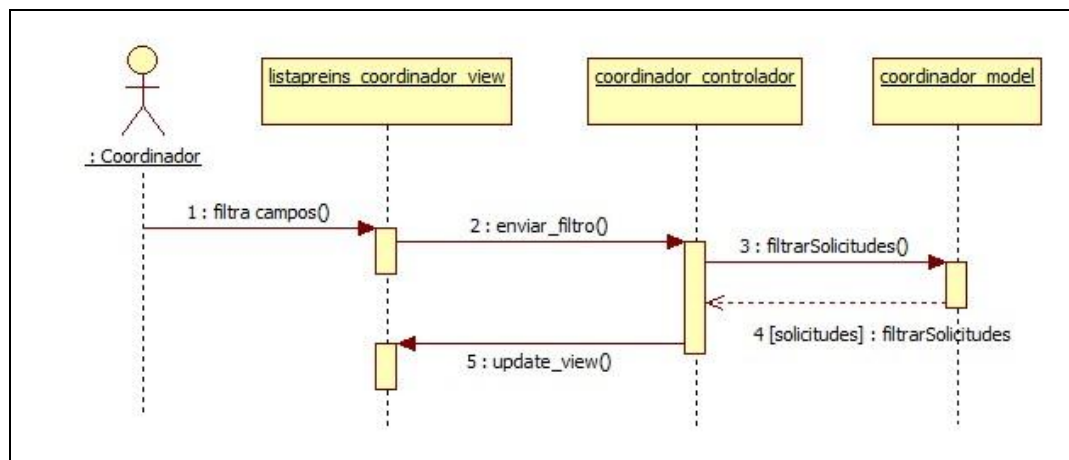 listapreins_coordinador_view
coordinador_controlador
coordinador_model
: Coordinador
1 : filtra campos()
2 : enviar_filtro()
3 : filtrarSolicitudes()
4 [solicitudes] : filtrarSolicitudes
5 : update_view()